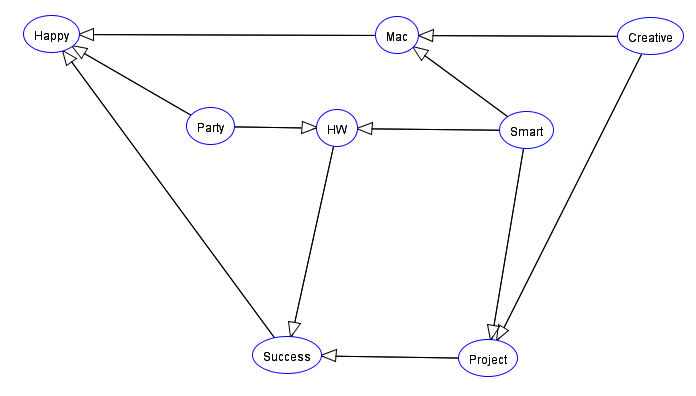 Happy
Mac
Creative
Party
HW
Smart
Success
Project